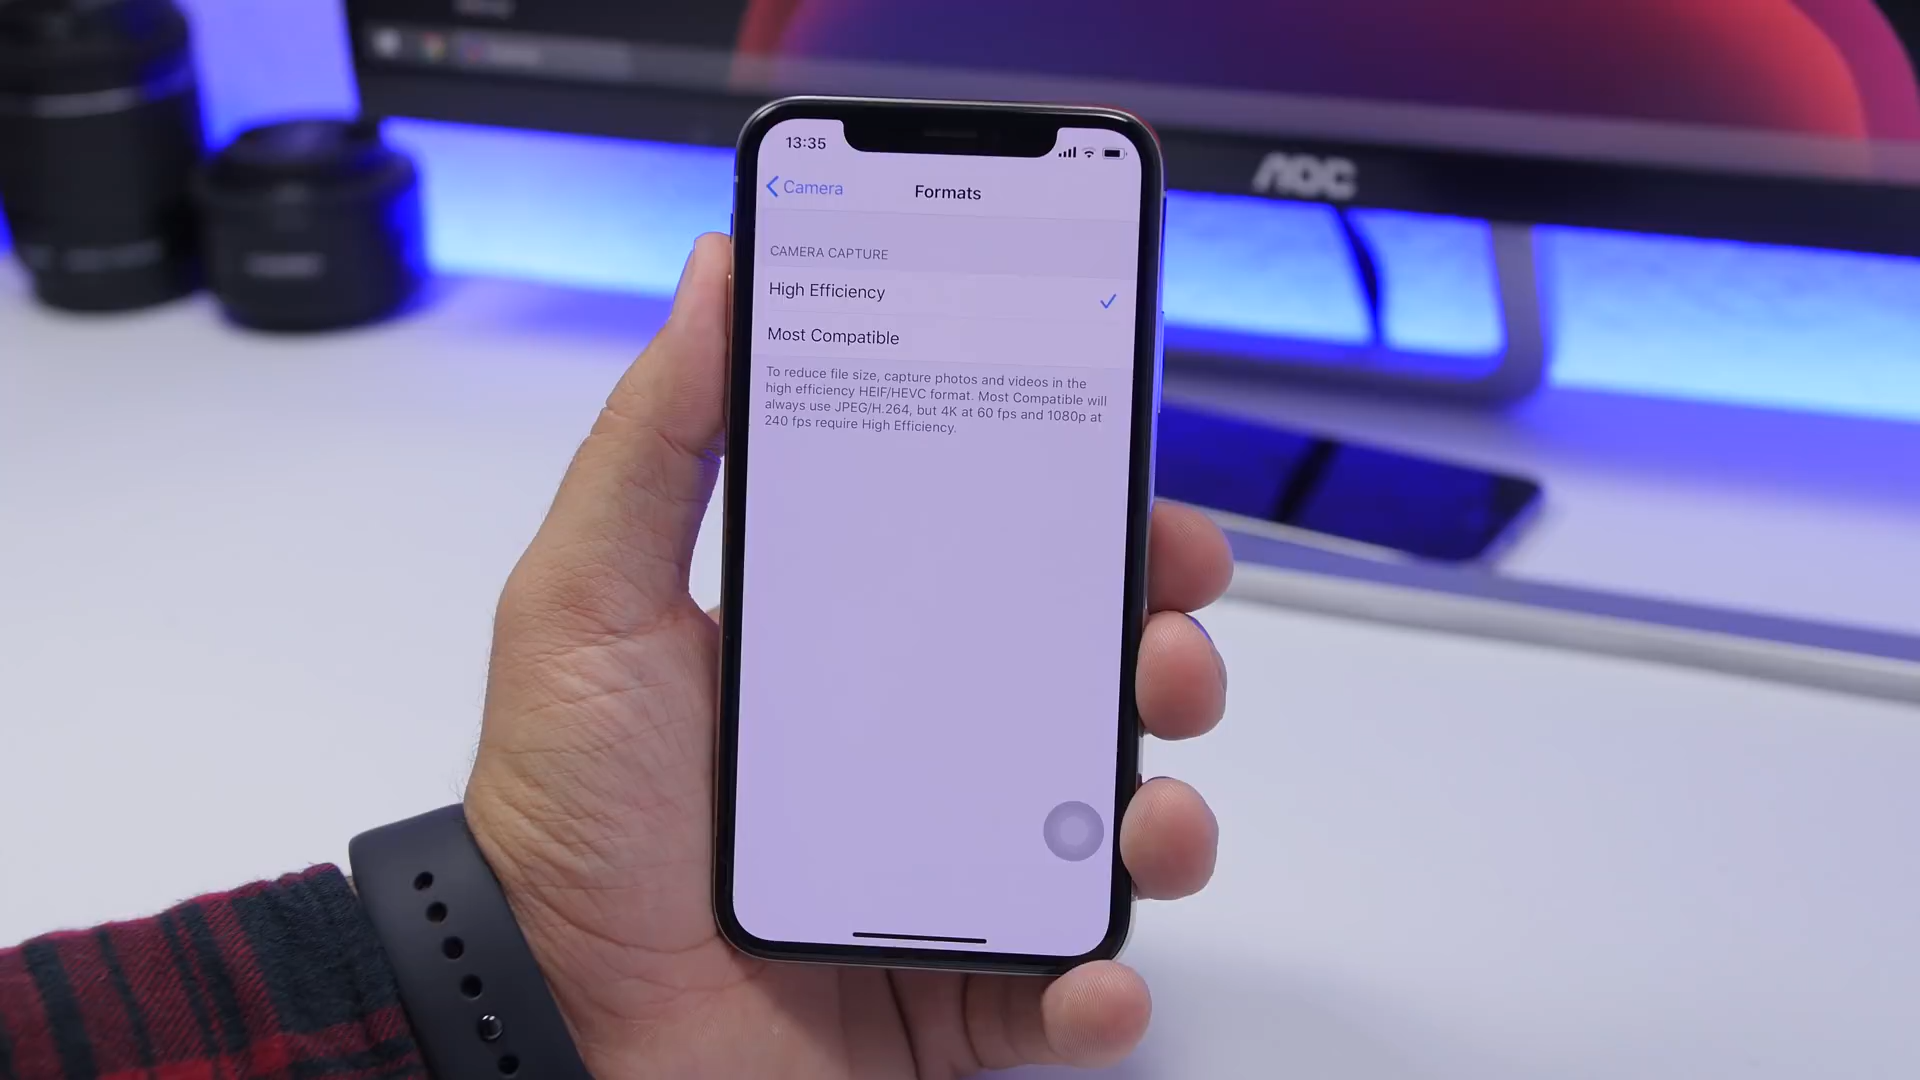 13:35
Camera
Formats
CAMERA CAPTURE
High Efficiency
Most Compatible
To reduce file size, capture photos and videos in the
high efficiency HEIF/HEVC format. Most Compatible will
always use JPEG/H.264, but 4K at 60 fps and 1080p at
240 fps require High Efficiency.
AOC